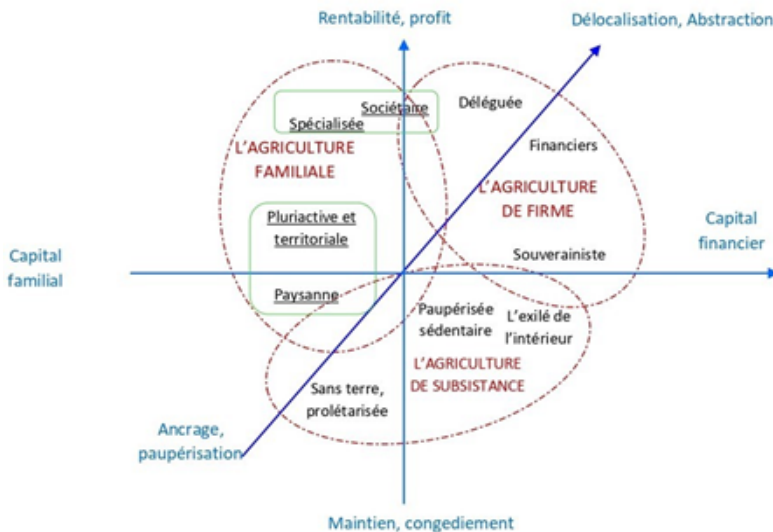 Rentabilité, profit
Délocalisation, Abstraction
Sociétaire
Déléguée
Spécialisée
L'AGRICULTURE
FAMILIALE
Financiers
L'AGRICULTURE
DE FIRME
Pluriactive et
territoriale
Capital
financier
Capital
familial
Souverainiste
Paysanne
Paupérisée
sédentaire
L'exilé de
l'intérieur
L'AGRICULTURE
DE SUBSISTANCE
Sans terre,
prolétarisée
Ancrage,
paupérisation
Maintien, congediement